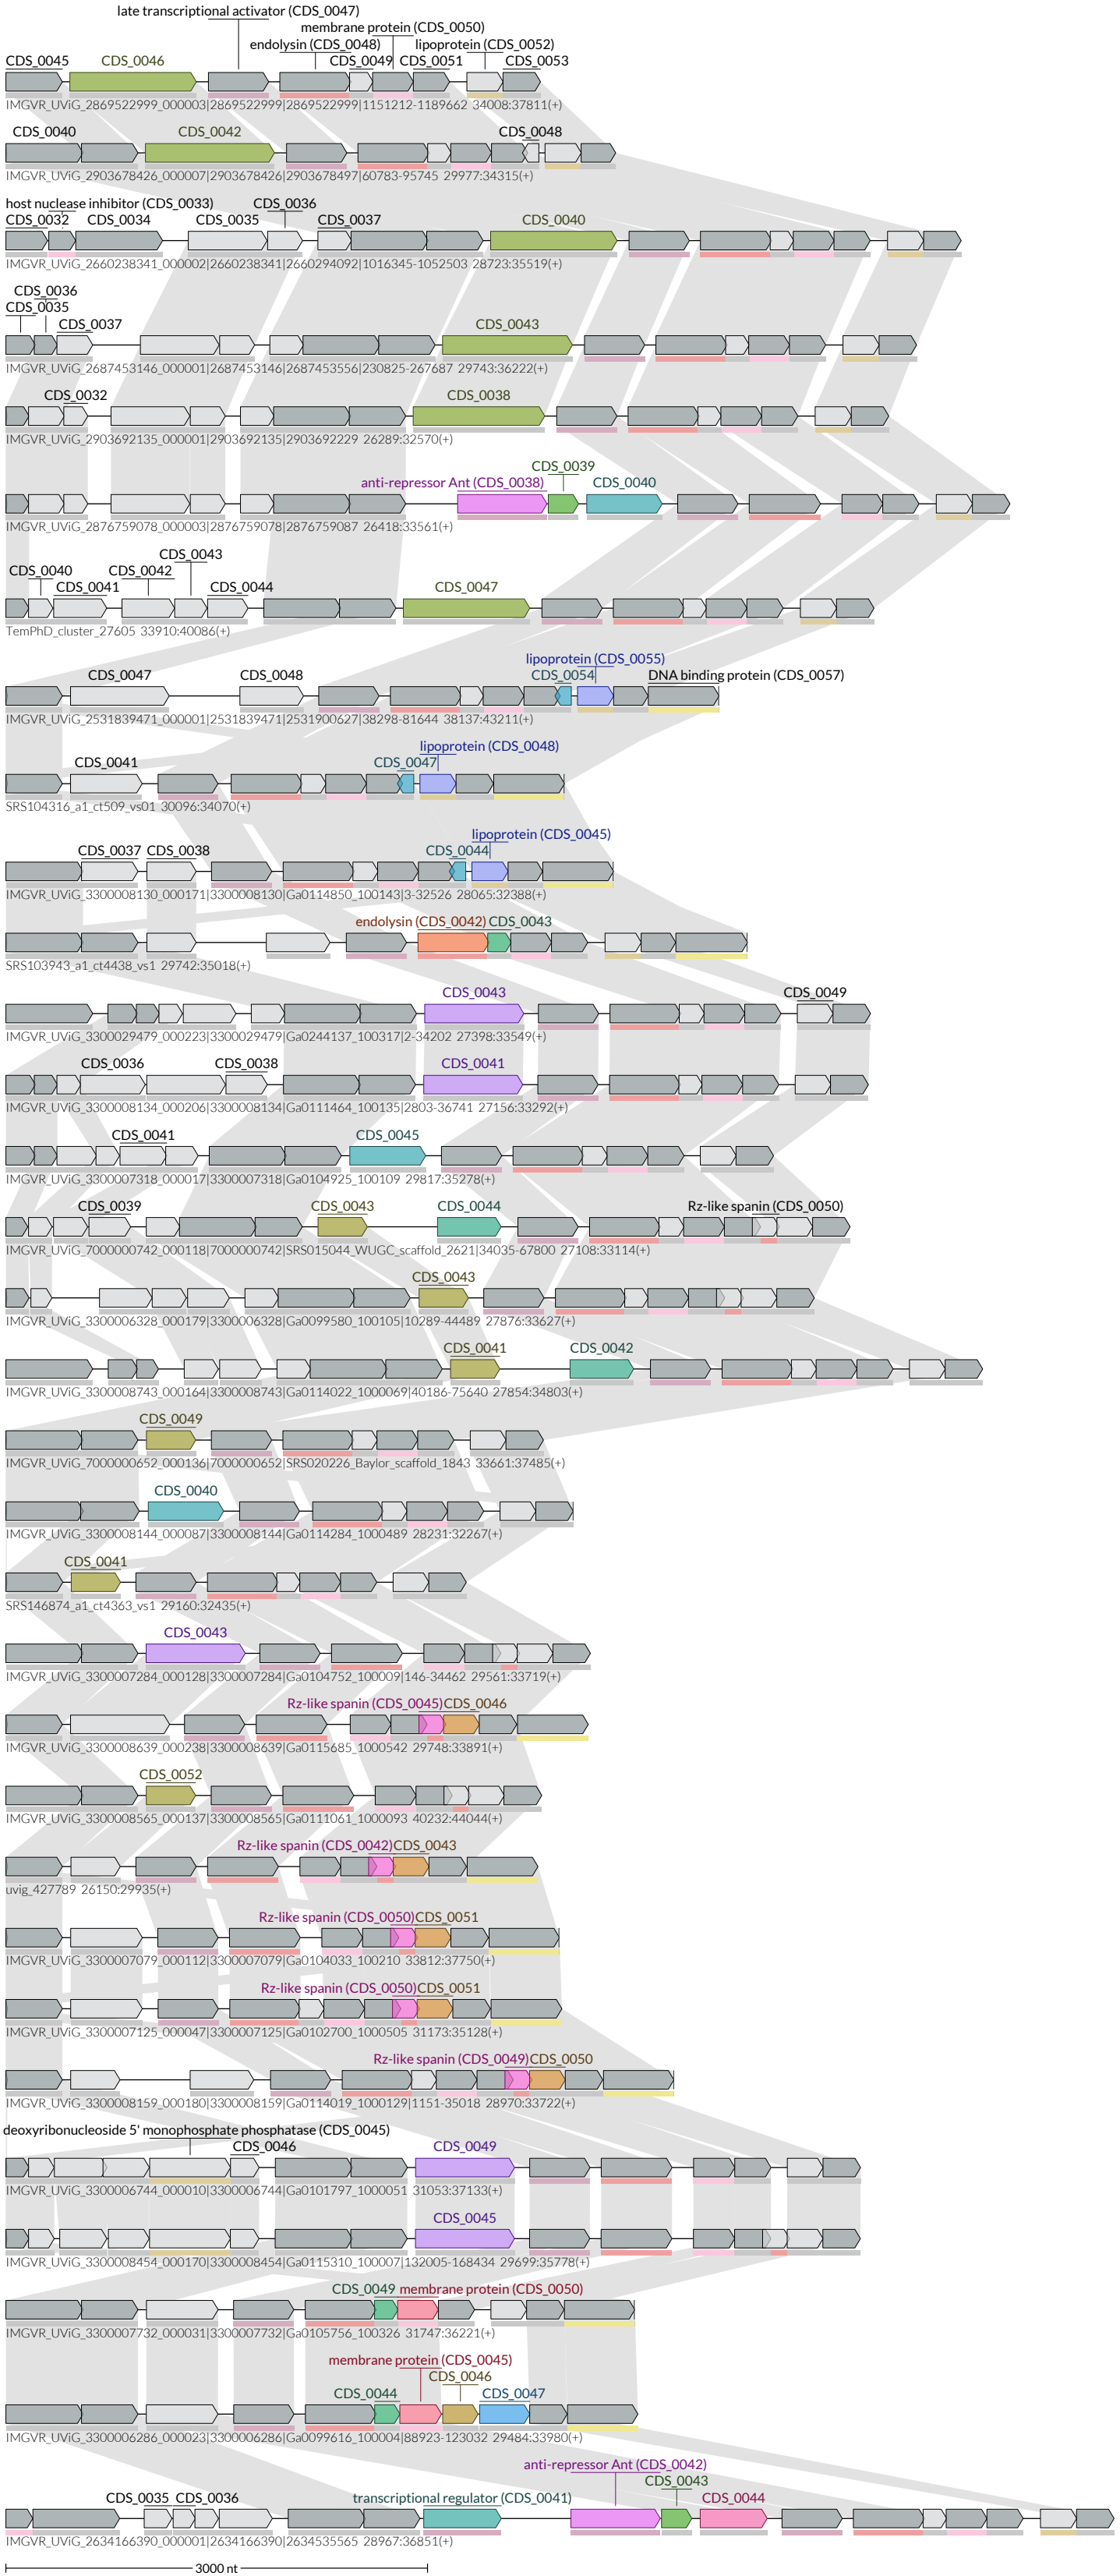 late transcriptional activator (CDS_0047)
membrane protein (CDS_0050)
endolysin (CDS_0048) lipoprotein (CDS_0052)
CDS_0045 CDS_0046 CDS_0049 CDS_0051 CDS_0053
IMGVR_UViG_2869522999_000003|2869522999|2869522999|1151212-1189662 34008:37811(+)
CDS_0040 CDS_0042 CDS_0048
IMGVR_UViG_2903678426_000007|2903678426|2903678497|60783-95745 29977:34315(+)
host nuclease inhibitor (CDS_0033) CDS_0036
CDS_0032 CDS_0034 CDS_0035 CDS_0037 CDS_0040
IMGVR_UViG_2660238341_000002|2660238341|2660294092|1016345-1052503 28723:35519(+)
CDS_0036
CDS_0035
CDS_0037 CDS_0043
IMGVR_UViG_2687453146_000001|2687453146|2687453556|230825-267687 29743:36222(+)
CDS_0032 CDS_0038
IMGVR_UViG_2903692135_000001|2903692135|2903692229 26289:32570(+)
CDS_0039
anti-repressor Ant (CDS_0038) CDS_0040
IMGVR_UViG_2876759078_000003|2876759078|2876759087 26418:33561(+)
CDS_0043
CDS_0040 CDS_0042
CDS_0041 CDS_0044 CDS_0047
TemPhD_cluster_27605 33910:40086(+)
lipoprotein (CDS_0055)
CDS_0047 CDS_0048 CDS_0054 DNA binding protein (CDS_0057)
IMGVR_UViG_2531839471_000001|2531839471|2531900627|38298-81644 38137:43211(+)
lipoprotein (CDS_0048)
CDS_0041 CDS_0047
SRS104316_a1_ct509_vs01 30096:34070(+)
lipoprotein (CDS_0045)
CDS_0037 CDS_0038 CDS_0044
IMGVR_UViG_3300008130_000171|3300008130|Ga0114850_100143|3-32526 28065:32388(+)
endolysin (CDS_0042) CDS_0043
SRS103943_a1_ct4438_vs1 29742:35018(+)
CDS_0043 CDS_0049
IMGVR_UViG_3300029479_000223|3300029479|Ga0244137_100317|2-34202 27398:33549(+)
CDS_0036 CDS_0038 CDS_0041
IMGVR_UViG_3300008134_000206|3300008134|Ga0111464_100135|2803-36741 27156:33292(+)
CDS_0041 CDS_0045
IMGVR_UViG_3300007318_000017|3300007318|Ga0104925_100109 29817:35278(+)
CDS_0039 CDS_0043 CDS_0044 Rz-like spanin (CDS_0050)
IMGVR_UViG_7000000742_000118|7000000742|SRS015044_WUGC_scaffold_2621|34035-67800 27108:33114(+)
CDS_0043
IMGVR_UViG_3300006328_000179|3300006328|Ga0099580_100105|10289-44489 27876:33627(+)
CDS_0041 CDS_0042
IMGVR_UViG_3300008743_000164|3300008743|Ga0114022_1000069|40186-75640 27854:34803(+)
CDS_0049
IMGVR_UViG_7000000652_000136|7000000652|SRS020226_Baylor_scaffold_1843 33661:37485(+)
CDS_0040
IMGVR_UViG_3300008144_000087|3300008144|Ga0114284_1000489 28231:32267(+)
CDS_0041
SRS146874_a1_ct4363_vs1 29160:32435(+)
CDS_0043
IMGVR_UViG_3300007284_000128|3300007284|Ga0104752_100009|146-34462 29561:33719(+)
Rz-like spanin (CDS_0045) CDS_0046
IMGVR_UViG_3300008639_000238|3300008639|Ga0115685_1000542 29748:33891(+)
CDS_0052
IMGVR_UViG_3300008565_000137|3300008565|Ga0111061_1000093 40232:44044(+)
Rz-like spanin (CDS_0042) CDS_0043
uvig_427789 26150:29935(+)
Rz-like spanin (CDS_0050) CDS_0051
IMGVR_UViG_3300007079_000112|3300007079|Ga0104033_100210 33812:37750(+)
Rz-like spanin (CDS_0050) CDS_0051
IMGVR_UViG_3300007125_000047|3300007125|Ga0102700_1000505 31173:35128(+)
Rz-like spanin (CDS_0049) CDS_0050
IMGVR_UViG_3300008159_000180|3300008159|Ga0114019_1000129|1151-35018 28970:33722(+)
deoxyribonucleoside 5' monophosphate phosphatase (CDS_0045)
CDS_0046 CDS_0049
IMGVR_UViG_3300006744_000010|3300006744|Ga0101797_1000051 31053:37133(+)
CDS_0045
IMGVR_UViG_3300008454_000170|3300008454|Ga0115310_100007|132005-168434 29699:35778(+)
CDS_0049 membrane protein (CDS_0050)
IMGVR_UViG_3300007732_000031|3300007732|Ga0105756_100326 31747:36221(+)
membrane protein (CDS_0045)
CDS_0046
CDS_0044 CDS_0047
IMGVR_UViG_3300006286_000023|3300006286|Ga0099616_100004|88923-123032 29484:33980(+)
anti-repressor Ant (CDS_0042)
CDS_0043
CDS_0035 CDS_0036 transcriptional regulator (CDS_0041) CDS_0044
IMGVR_UViG_2634166390_000001|2634166390|2634535565 28967:36851(+)
3000 nt